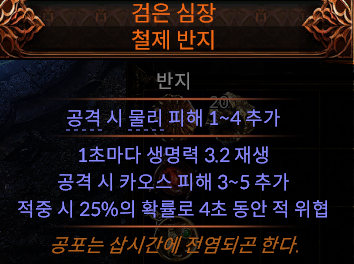 검은 심장
철제 반지
반지
20
공격 시 물리 피해 1~4 추가
1초마다 생명력 3.2 재생
공격 시 카오스 피해 3~5 추가
적중 시 25%의 확률로 4초 동안 적 위협
공포는 삽시간에 전염되곤 한다.